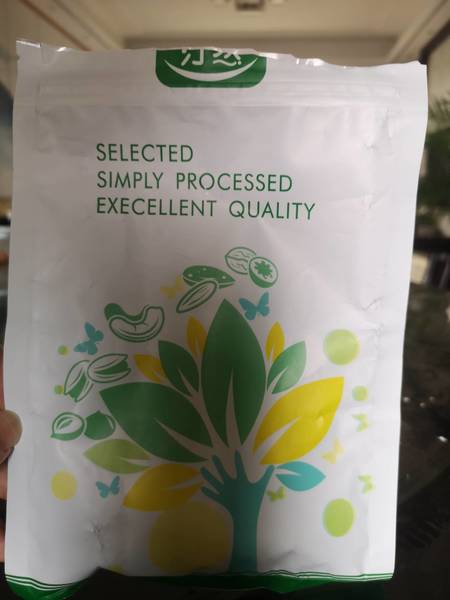 SELECTED
SIMPLY PROCESSED
EXECELLENT QUALITY